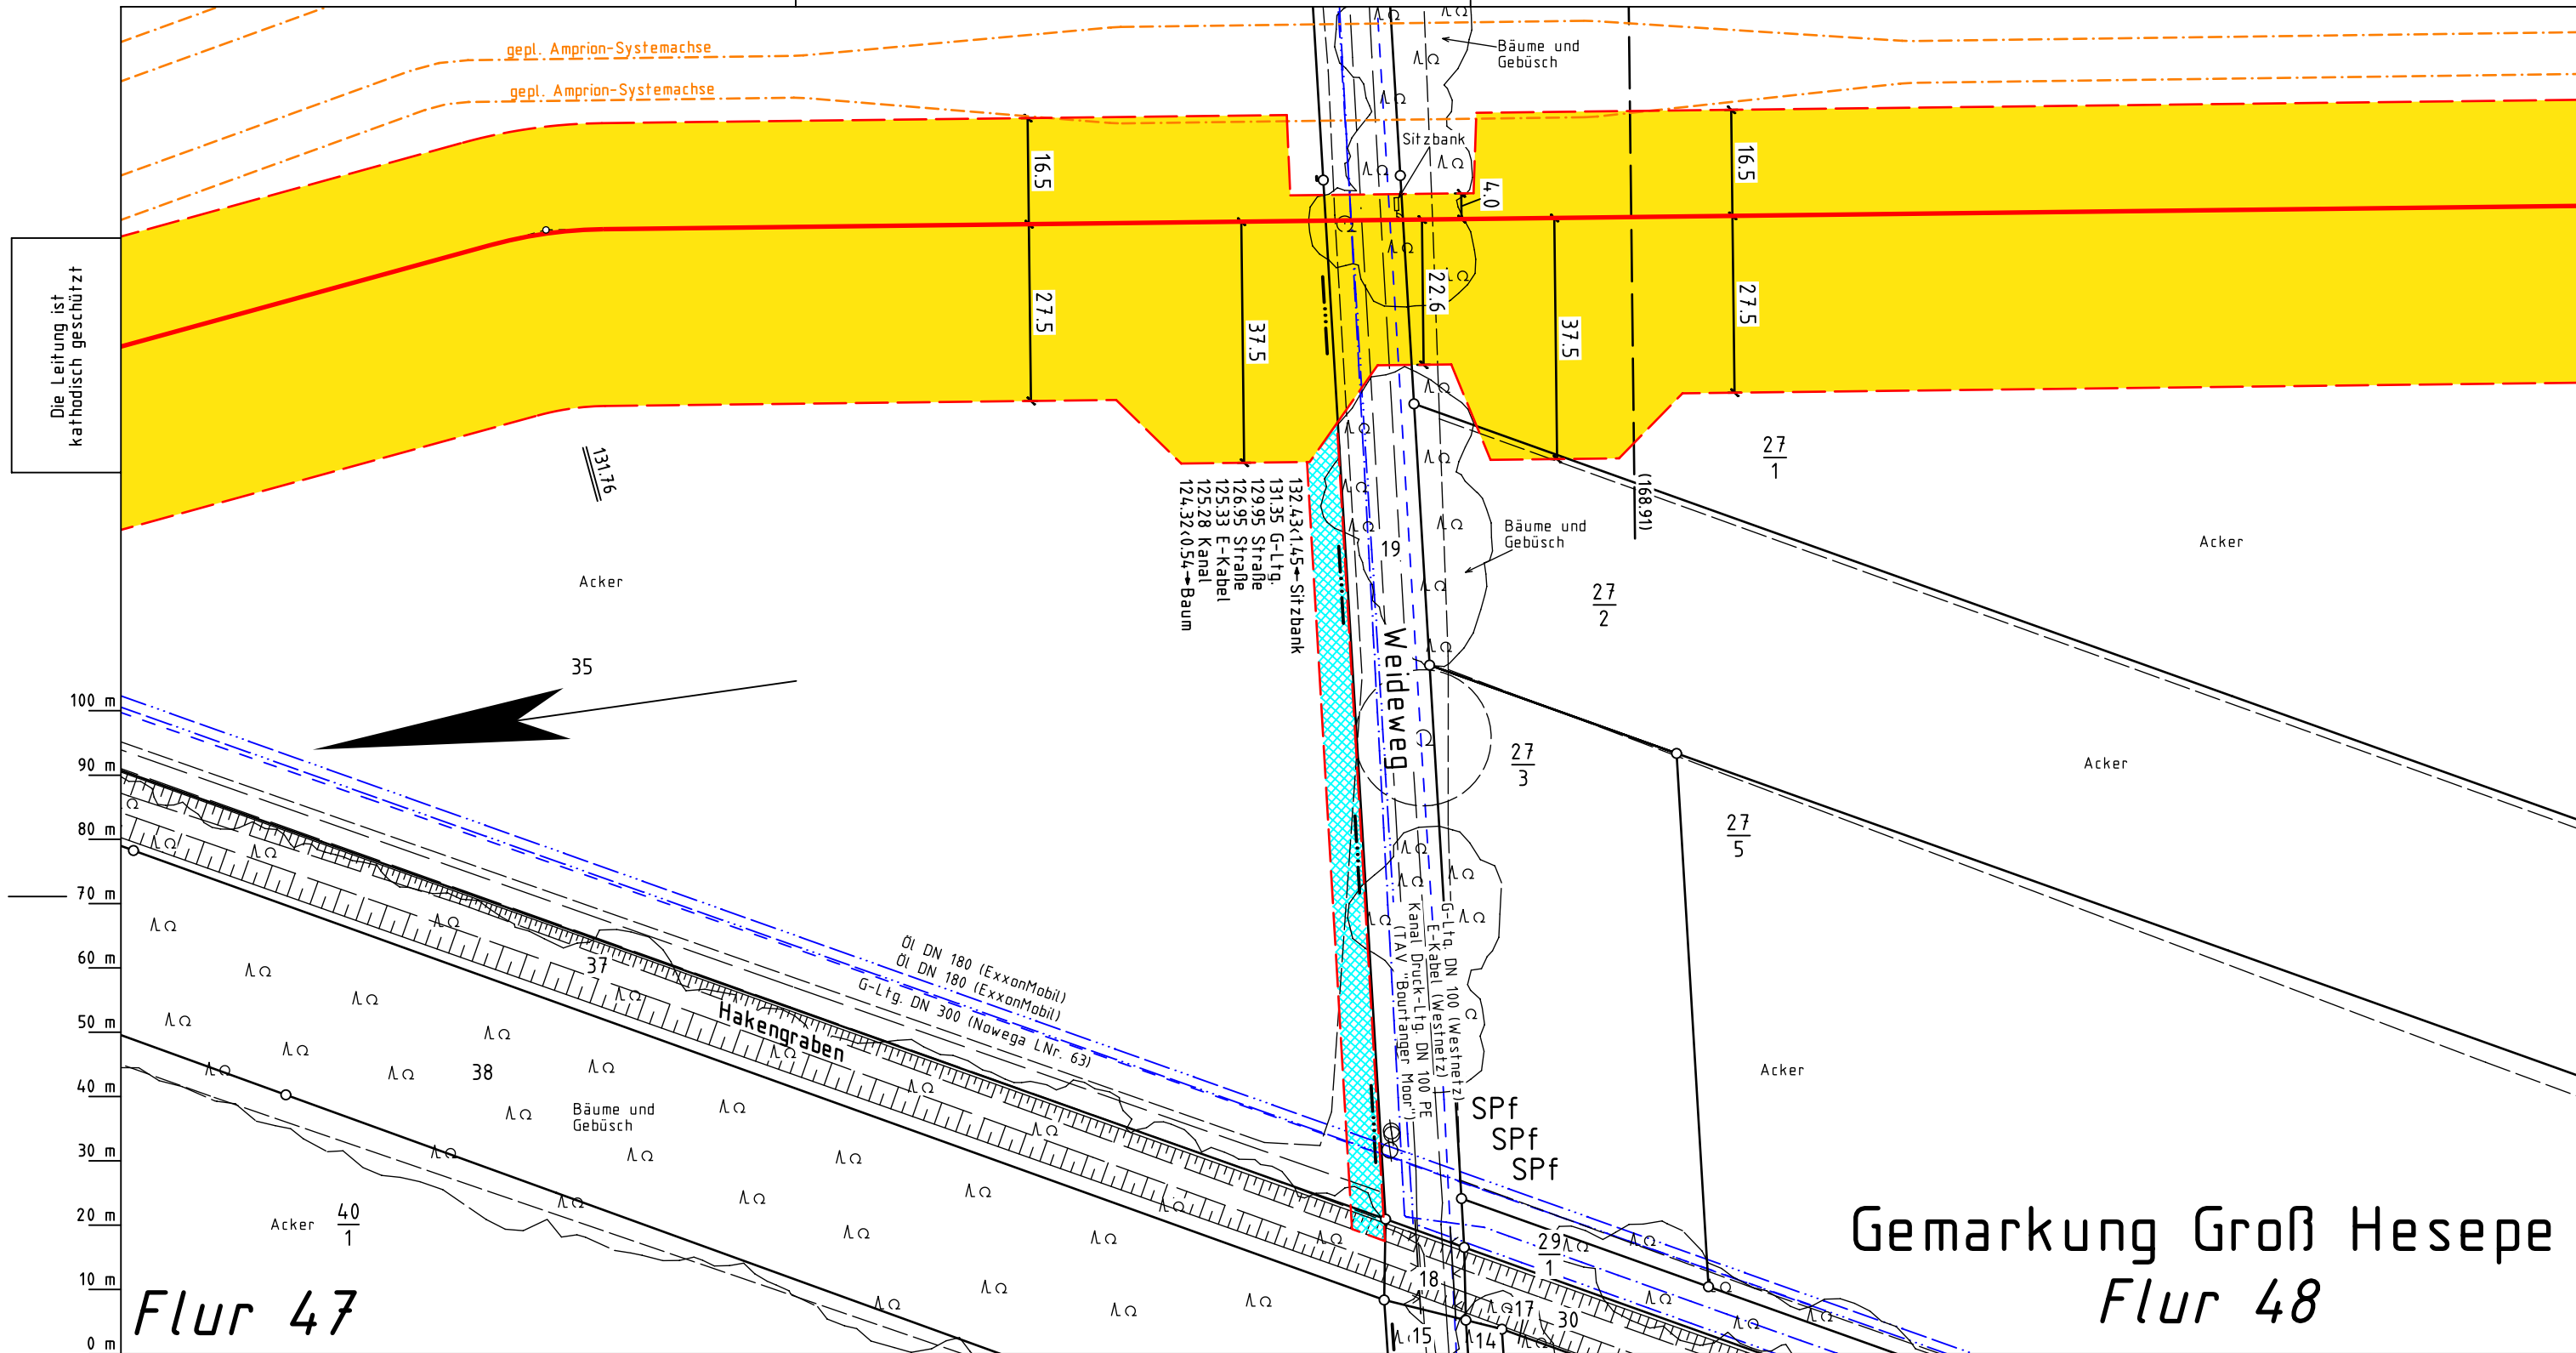 gepl. Amprion-Systemachse
gepl. Amprion-Systemachse
Bäume und
Gebüsch
Sitzbank
16.5
4.0
16.5
27.5
37.5
22.6
37.5
27.5
Die Leitung ist
kathodisch geschützt
131.76
132.43<1.45→Sitzbank
131.35 G-Ltg.
129.95 Straße
126.95 Straße
125.33 E-Kabel
125.28 Kanal
124.32<0.54→Baum
(168.91)
27
1
Acker
Bäume und
Gebüsch
19
27
2
Acker
35
Weideweg
27
3
Acker
27
5
100 m
90 m
80 m
70 m
60 m
50 m
40 m
30 m
20 m
10 m
0 m
Öl DN 180 (ExxonMobil)
Öl DN 180 (ExxonMobil)
G-Ltg. DN 300 (Nowega LNr. 63)
37
Hakengraben
38
Bäume und
Gebüsch
G-Ltg. DN 100 (Westnetz)
E-Kabel (Westnetz)
Kanal Druck-Ltg. DN 100 PE
(TAV "Bourtanger Moor")
Acker
SPf
SPf
SPf
Acker
40
1
29
1
18
17
30
15
14
Gemarkung Groß Hesepe
Flur 47
Flur 48